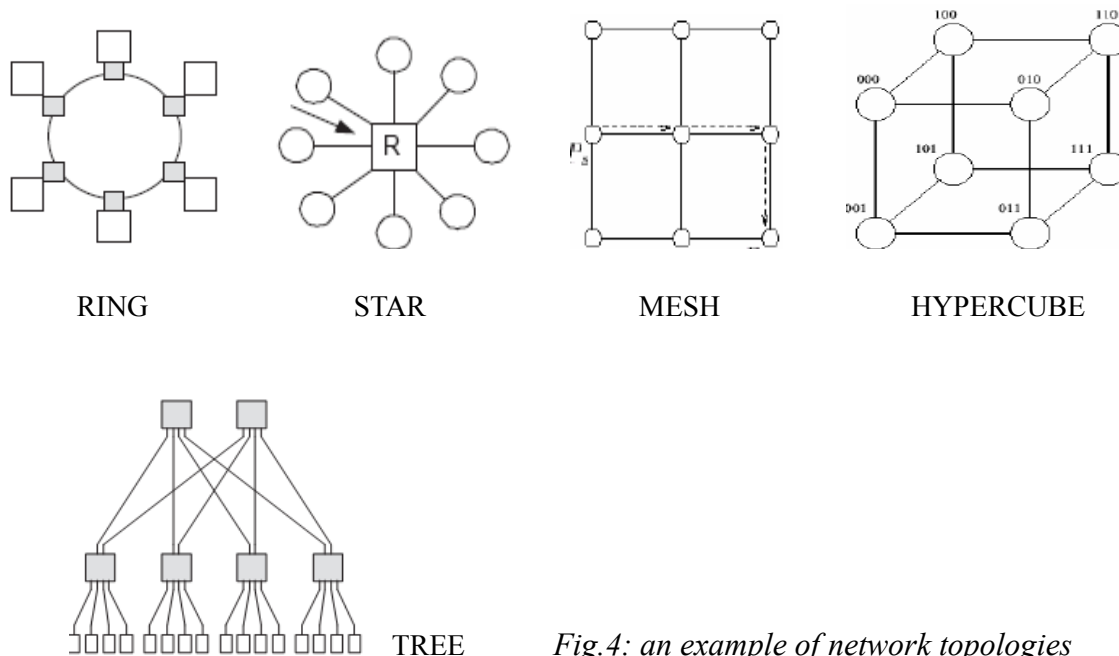 100
110
000
010
R
101
111
001
011
RING STAR MESH HYPERCUBE
TREE Fig.4: an example of network topologies